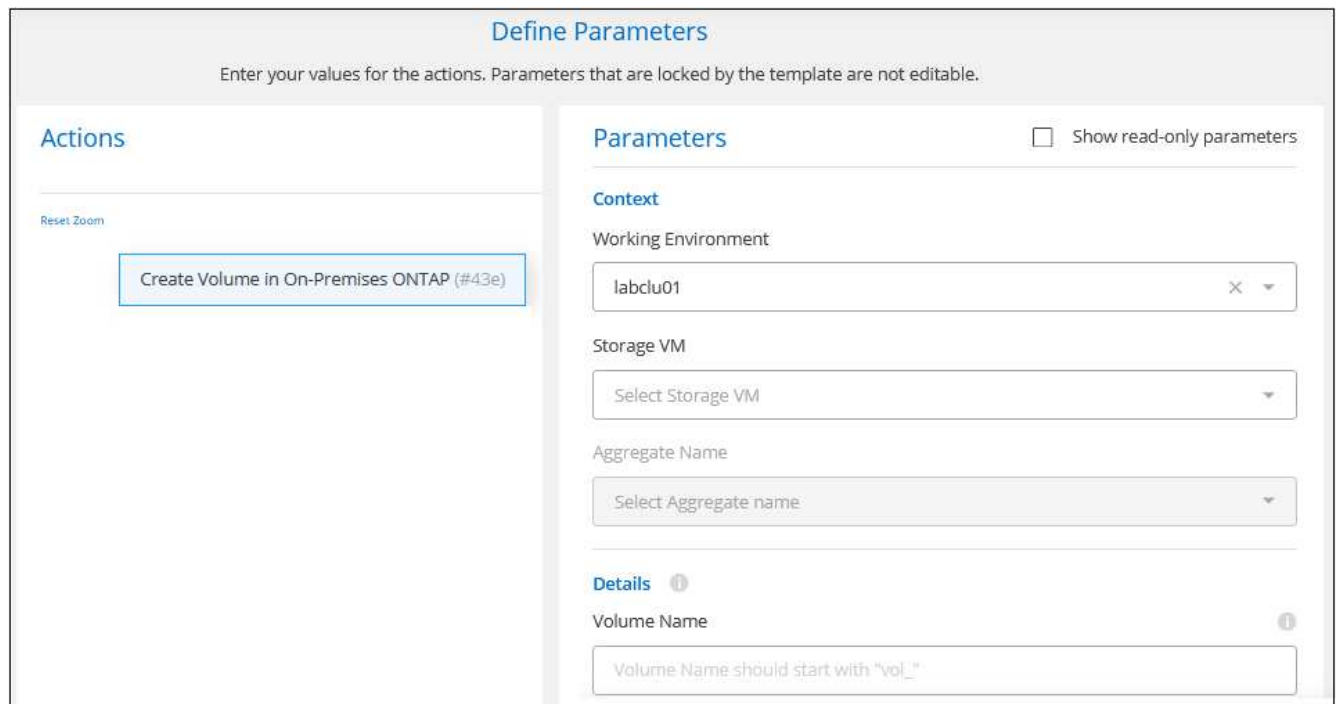 Define Parameters
Enter your values for the actions. Parameters that are locked by the template are not editable.
Actions
Reset Zoom
Create Volume in On-Premises ONTAP (#43e)
Parameters
Show read-only parameters
Context
Working Environment
labclu01
Storage VM
Select Storage VM
Aggregate Name
Select Aggregate name
Details
Volume Name
Volume Name should start with "vol_"